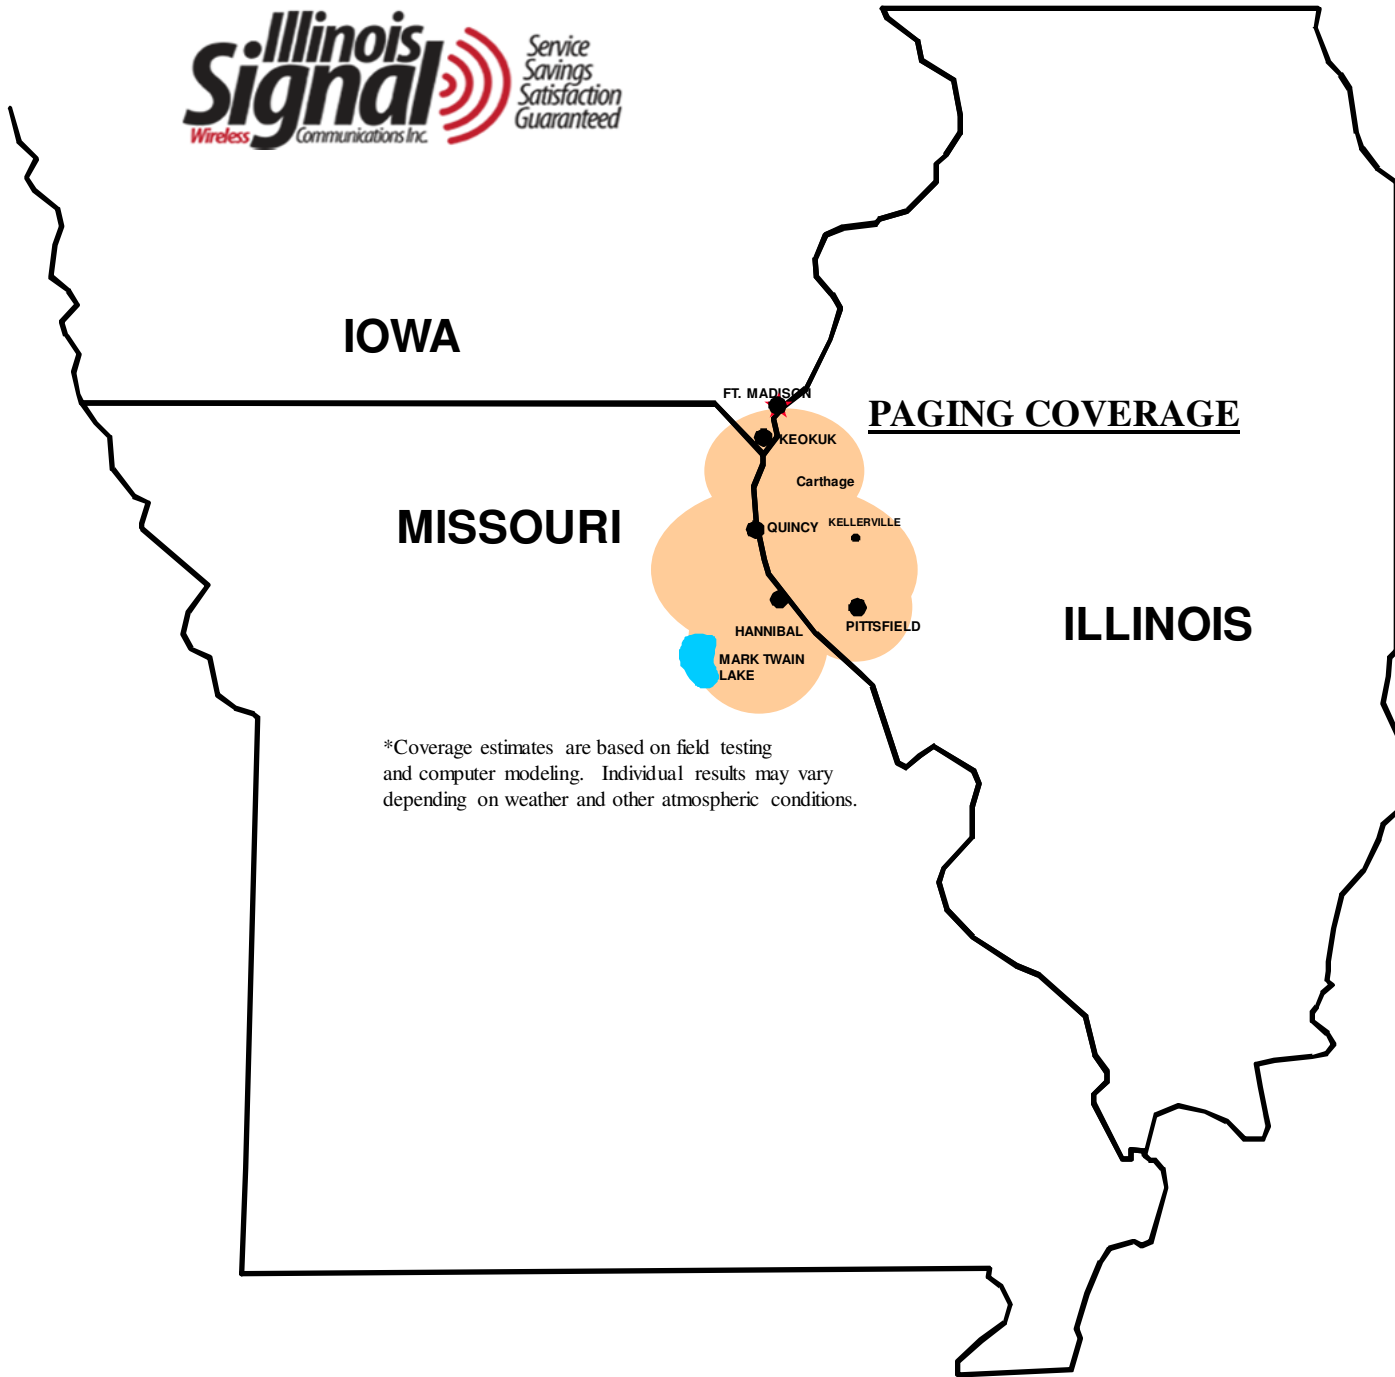 Illinois
Signal
Wireless Communications Inc.
Service
Savings
Satisfaction
Guaranteed
IOWA
FT. MADISON
PAGING COVERAGE
KEOKUK
Carthage
MISSOURI
QUINCY
KELLERVILLE
ILLINOIS
HANNIBAL
PITTSFIELD
MARK TWAIN
LAKE
*Coverage estimates are based on field testing
and computer modeling. Individual results may vary
depending on weather and other atmospheric conditions.